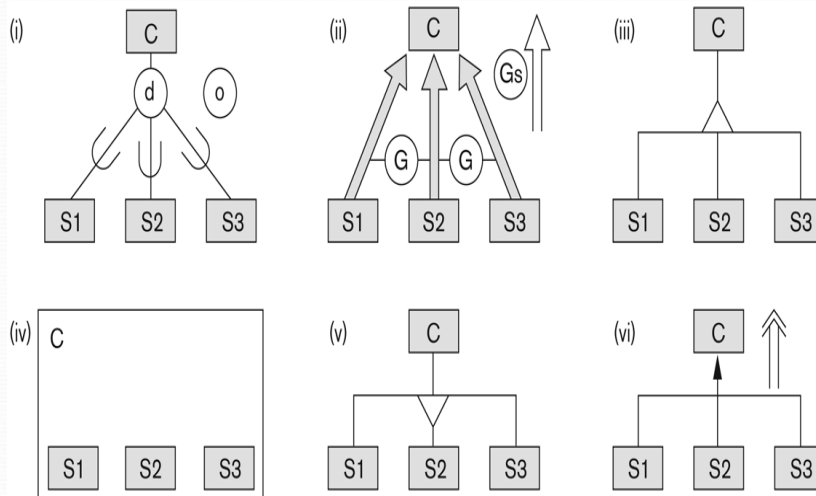 (i) C (ii) C (iii) C
d o Gs
G G
S1 S2 S3 S1 S2 S3 S1 S2 S3
(iv) C (v) C (vi) C
S1 S2 S3 S1 S2 S3 S1 S2 S3